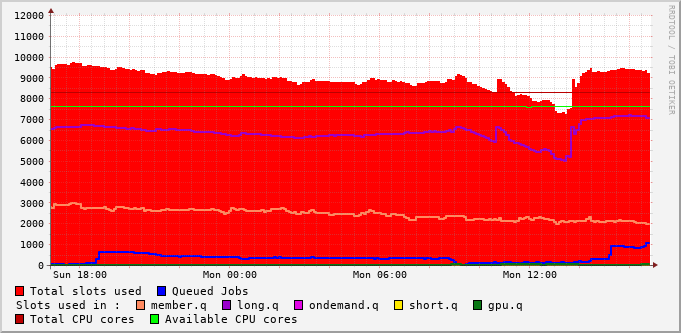 12000
11000
10000
9000
8000
7000
6000
5000
4000
3000
2000
1000
0
Sun 18:00 Mon 00:00 Mon 06:00 Mon 12:00
RRDTOOL / TOBI OETIKER
Total slots used Queued Jobs
Slots used in : member.q long.q ondemand.q short.q gpu.q
Total CPU cores Available CPU cores